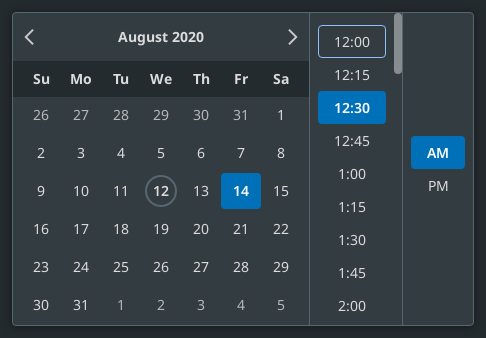 August 2020
Su Mo Tu We Th Fr Sa
26 27 28 29 30 31 1
2 3 4 5 6 7 8
9 10 11 12 13 14 15
16 17 18 19 20 21 22
23 24 25 26 27 28 29
30 31 1 2 3 4 5
12:00
12:15
12:30
12:45
1:00
1:15
1:30
1:45
2:00
AM
PM